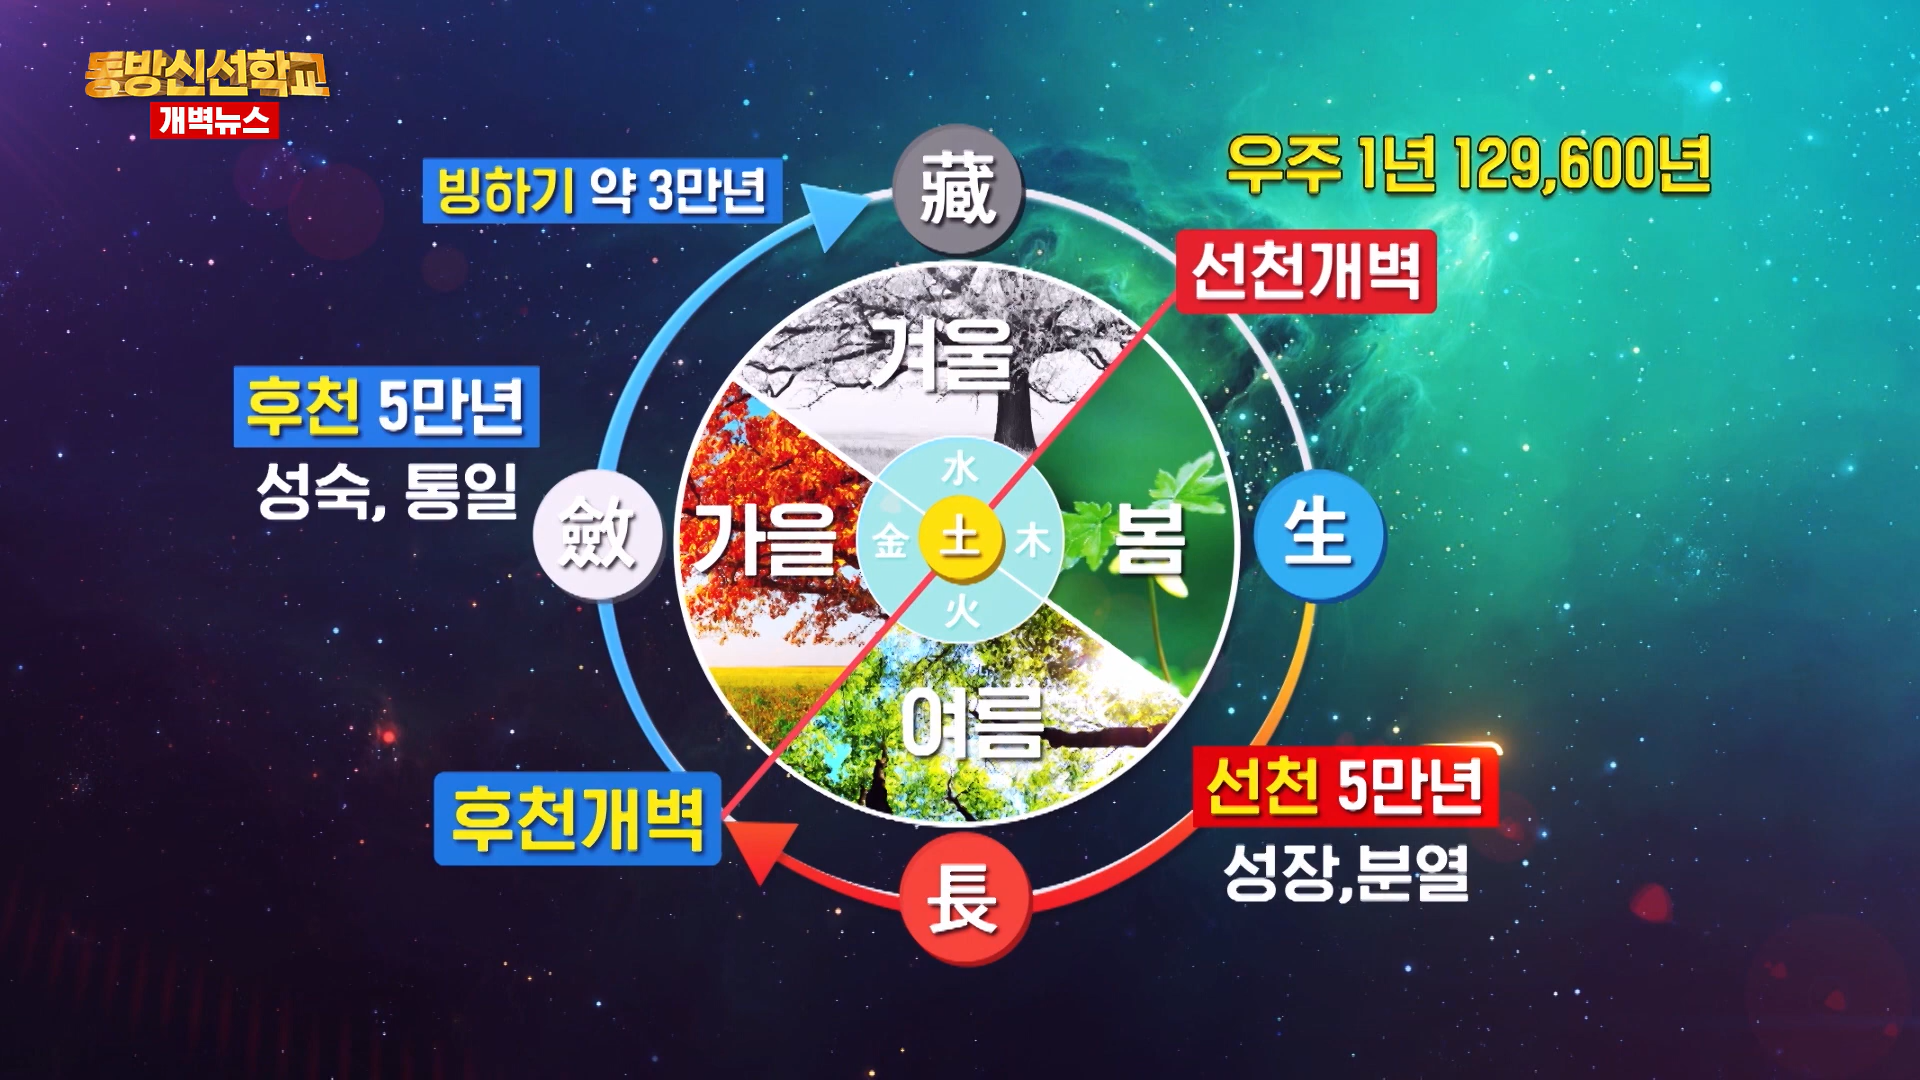 동방신선학교
개벽뉴스
우주 1년 129,600년
빙하기 약 3만년
藏
선천개벽
겨울
후천 5만년
성숙, 통일
斂
가을
水
金 土 木
火
봄
生
여름
후천개벽
선천 5만년
성장,분열
長